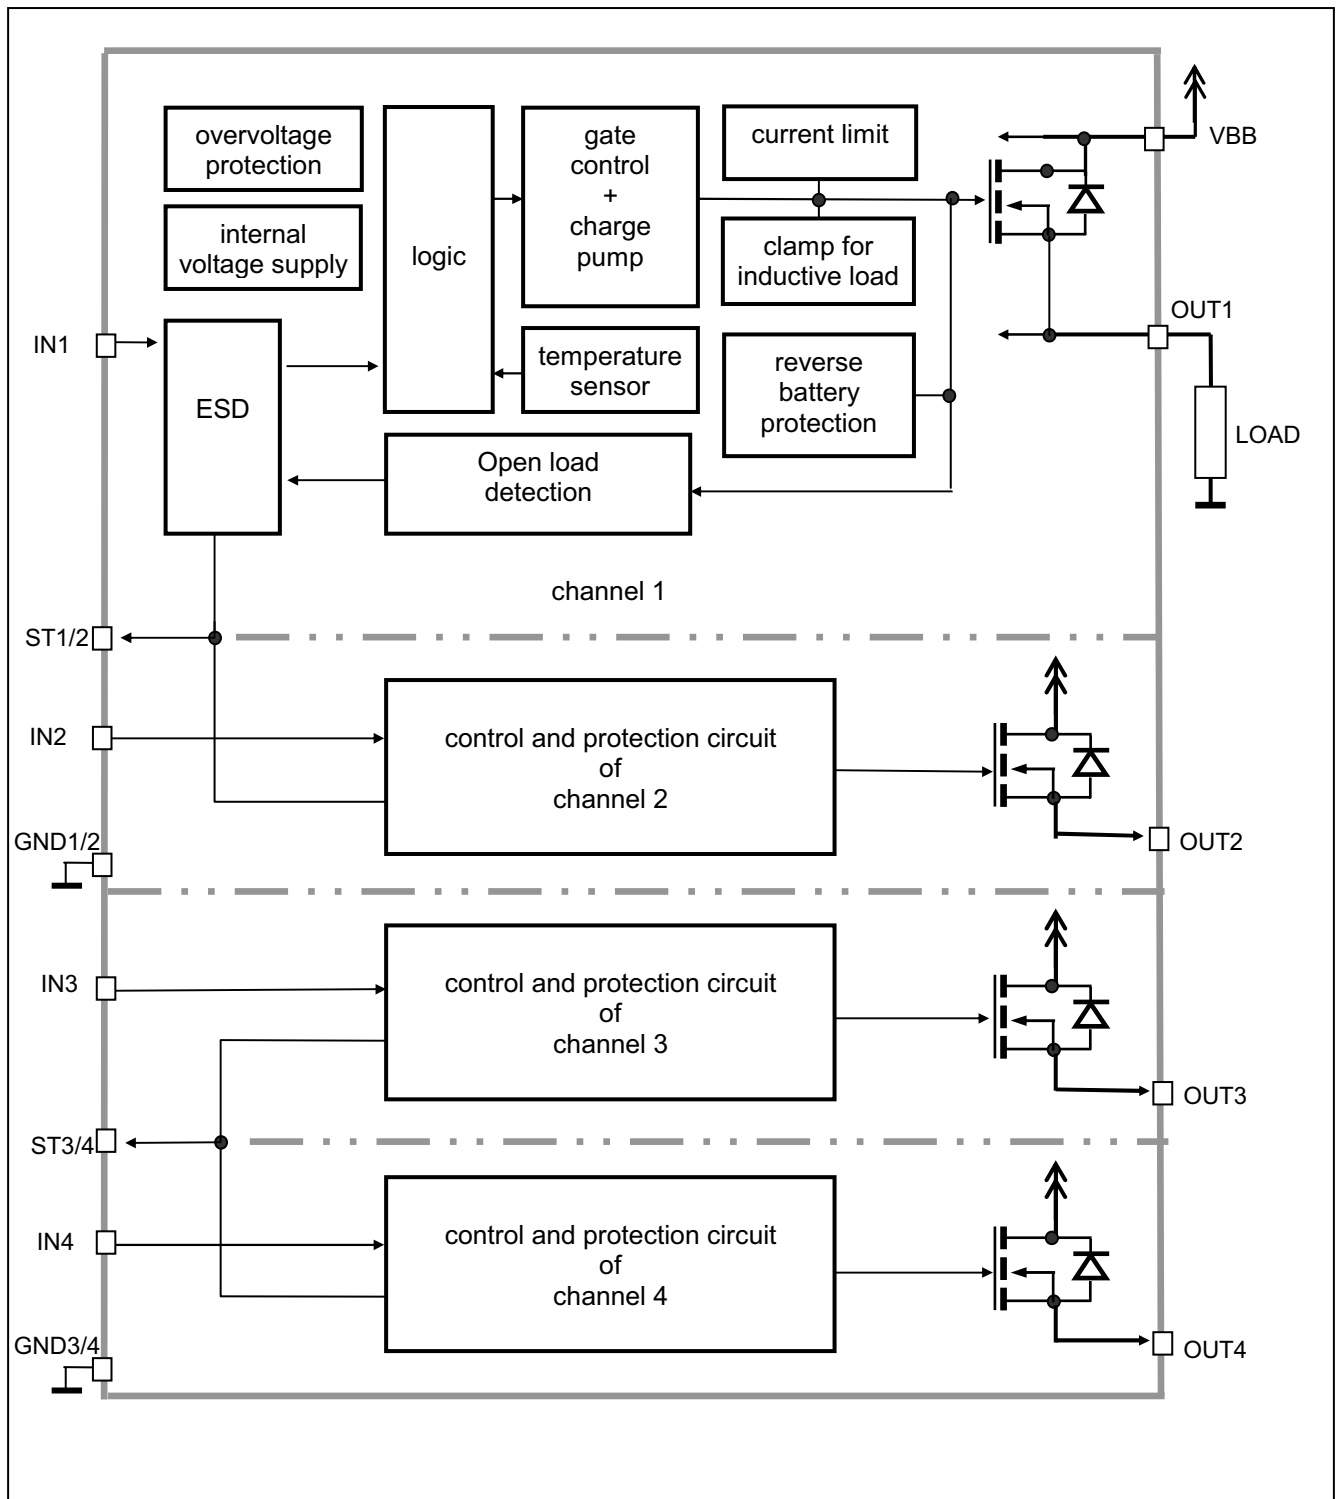 overvoltage
protection
internal
voltage supply
logic
gate
control
+
charge
pump
current limit
clamp for
inductive load
VBB
OUT1
IN1
ESD
temperature
sensor
reverse
battery
protection
LOAD
Open load
detection
channel 1
ST1/2
IN2
control and protection circuit
of
channel 2
GND1/2
OUT2
IN3
control and protection circuit
of
channel 3
OUT3
ST3/4
IN4
control and protection circuit
of
channel 4
GND3/4
OUT4